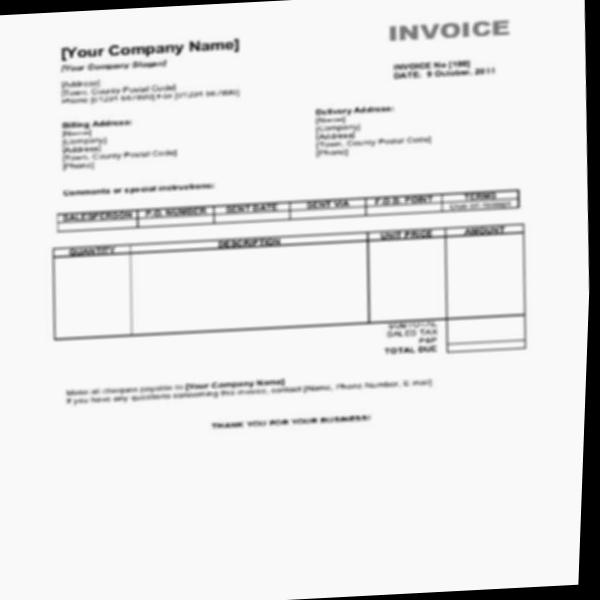 INVOICE
[Your Company Name]
[Your Company Slogan]
INVOICE No [100]
DATE: 9 October, 2011
[Address]
[Town, County Postal Code]
Phone Fax
Billing Address:
[Name]
[Company]
[Address]
[Town, County Postal Code]
[Phone]
Delivery Address:
[Name]
[Company]
[Address]
[Town, County Postal Code]
[Phone]
Comments or special instructions:
SALESPERSON P.O. NUMBER SENT DATE SENT VIA F.O.B. POINT TERMS
Due on receipt
QUANTITY DESCRIPTION UNIT PRICE AMOUNT
SUBTOTAL
SALES TAX
P&P
TOTAL DUE
Make all cheques payable to [Your Company Name]
If you have any questions concerning this invoice, contact [Name, Phone Number, E-mail]
THANK YOU FOR YOUR BUSINESS!